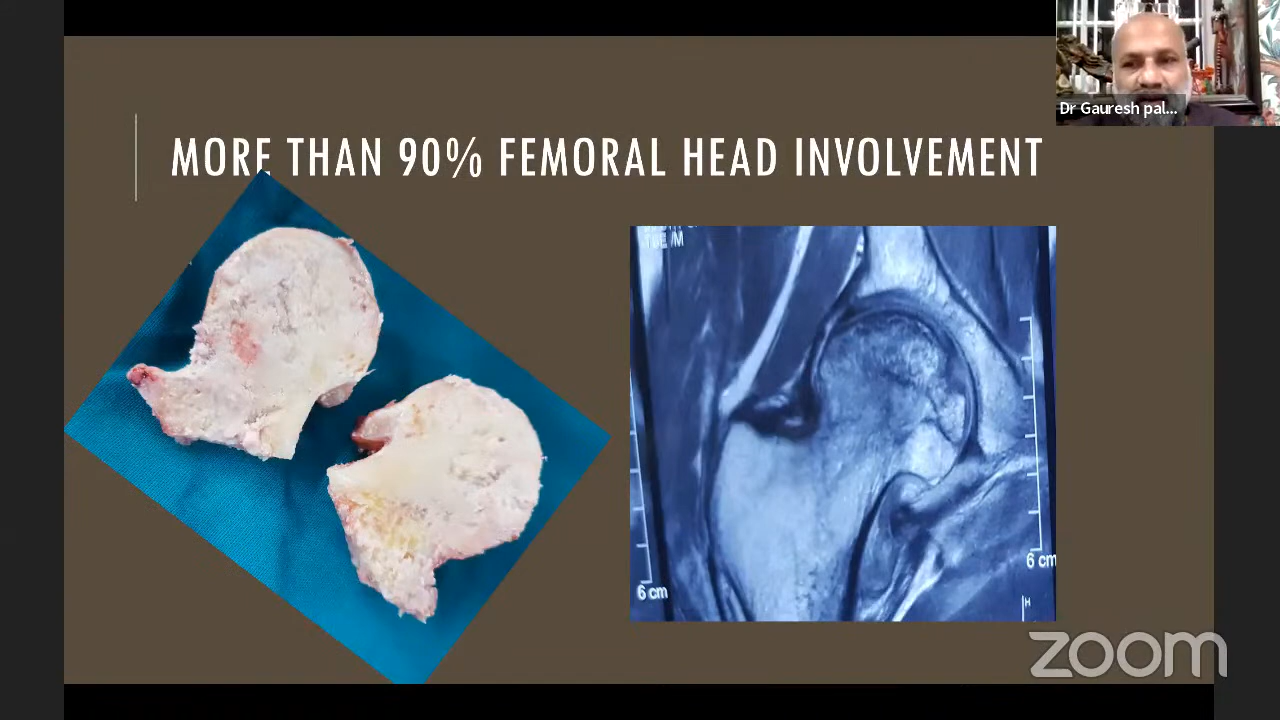 Dr Gauresh pal...
MORE THAN 90% FEMORAL HEAD INVOLVEMENT
/M
6 cm
6 cm
H
zoom